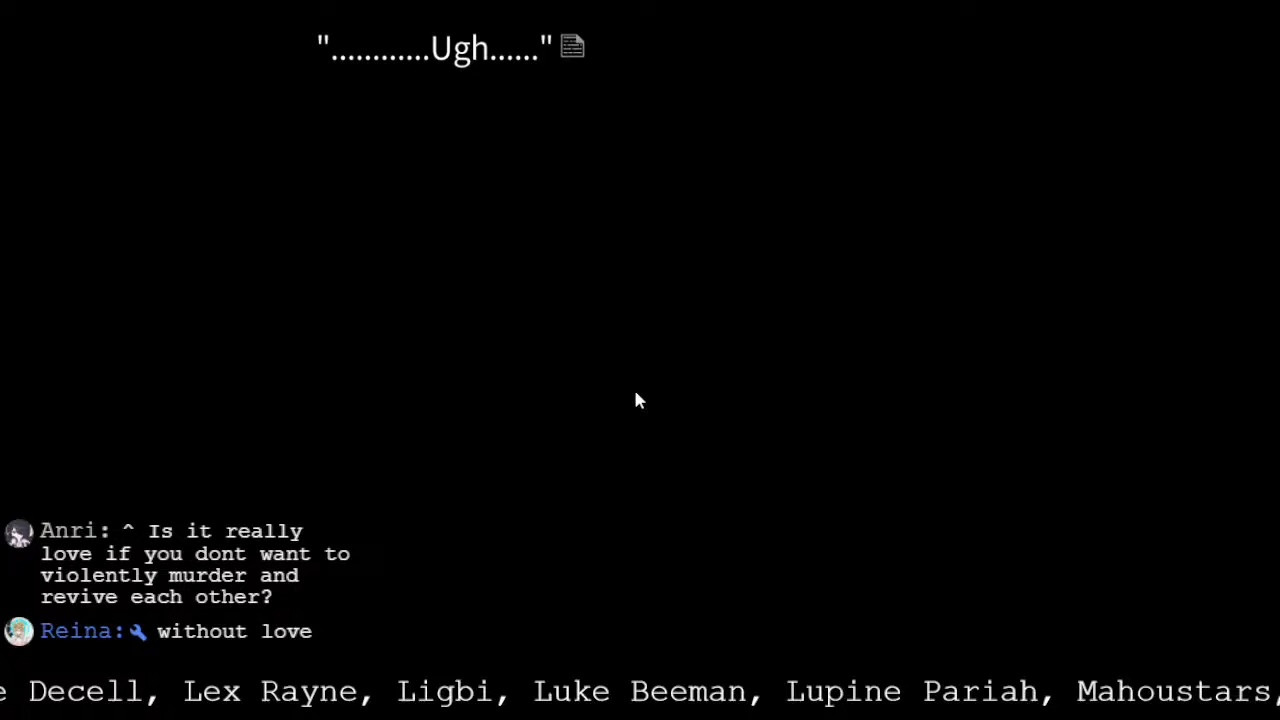 "............Ugh......"
Anri: ^ Is it really
love if you dont want to
violently murder and
revive each other?
Reina: without love
e Decell, Lex Rayne, Ligbi, Luke Beeman, Lupine Pariah, Mahoustars,